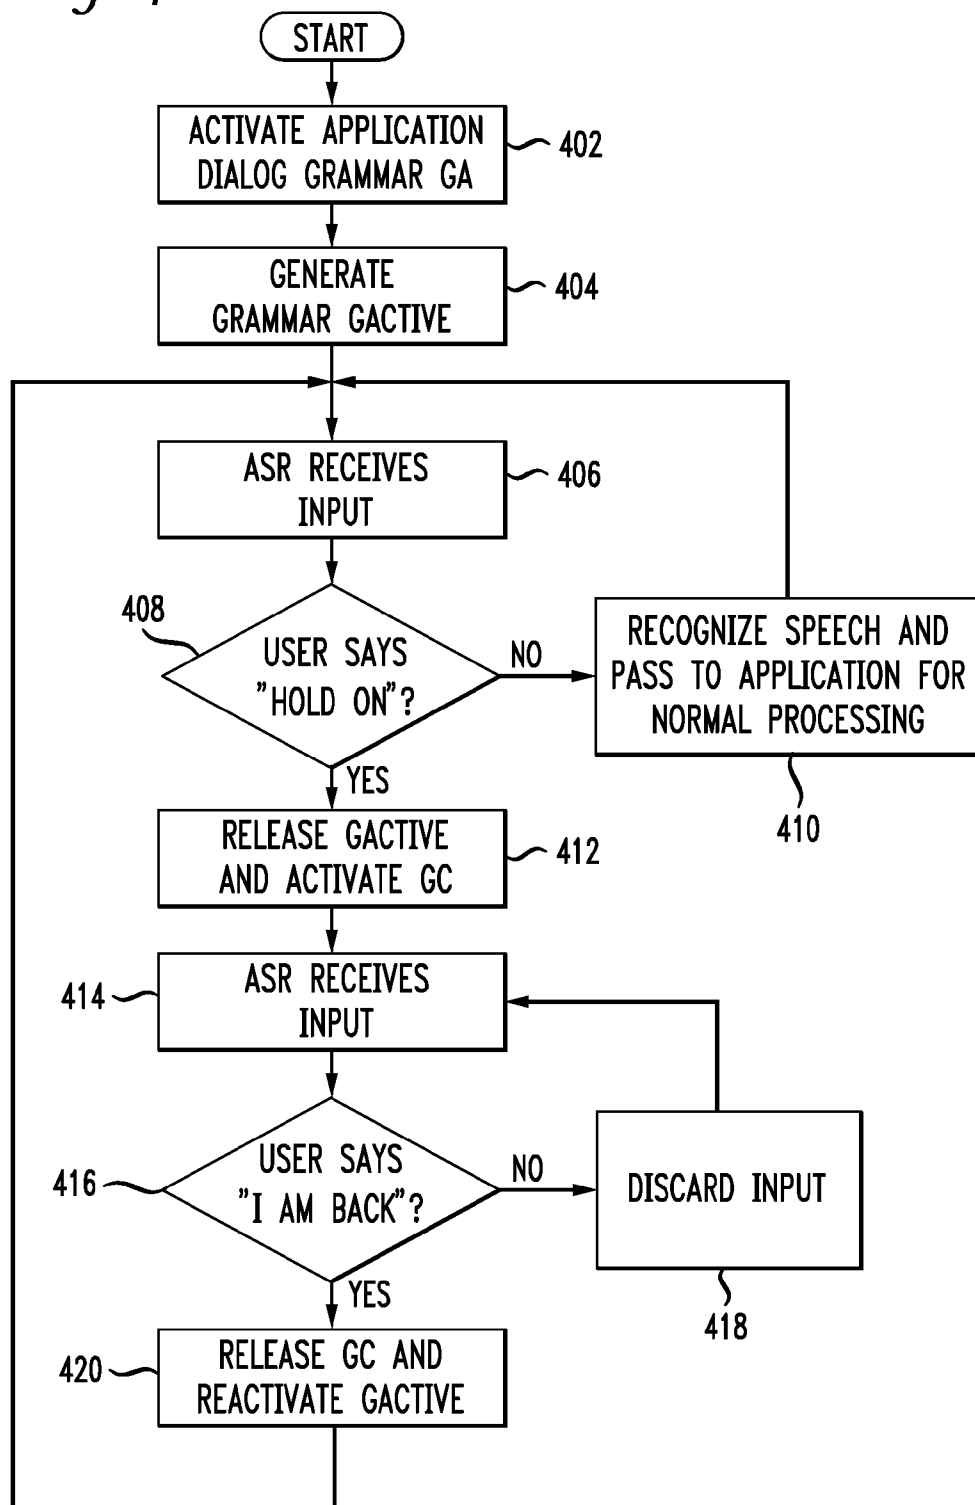 START
ACTIVATE APPLICATION
DIALOG GRAMMAR GA
402
GENERATE
GRAMMAR GACTIVE
404
ASR RECEIVES
INPUT
406
408
USER SAYS
"HOLD ON"?
NO
RECOGNIZE SPEECH AND
PASS TO APPLICATION FOR
NORMAL PROCESSING
410
YES
RELEASE GACTIVE
AND ACTIVATE GC
412
ASR RECEIVES
INPUT
414
USER SAYS
"I AM BACK"?
416
NO
DISCARD INPUT
418
YES
RELEASE GC AND
REACTIVATE GACTIVE
420